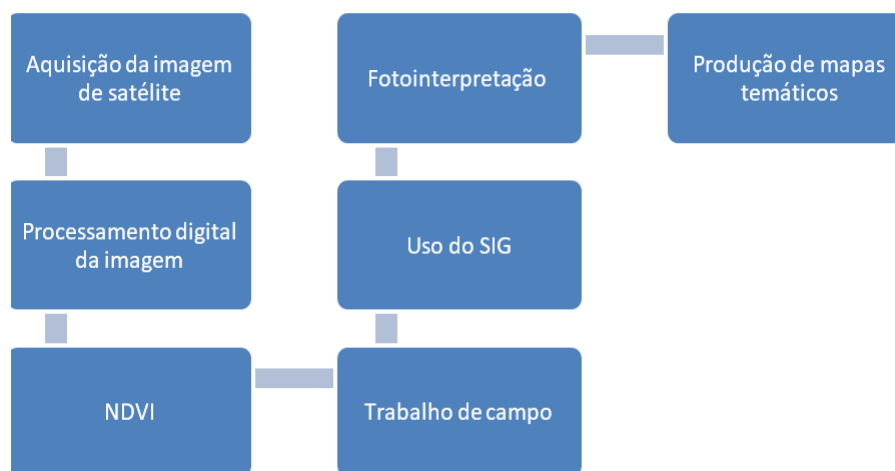 Aquisição da imagem
de satélite
Processamento digital
da imagem
NDVI
Trabalho de campo
Uso do SIG
Fotointerpretação
Produção de mapas
temáticos